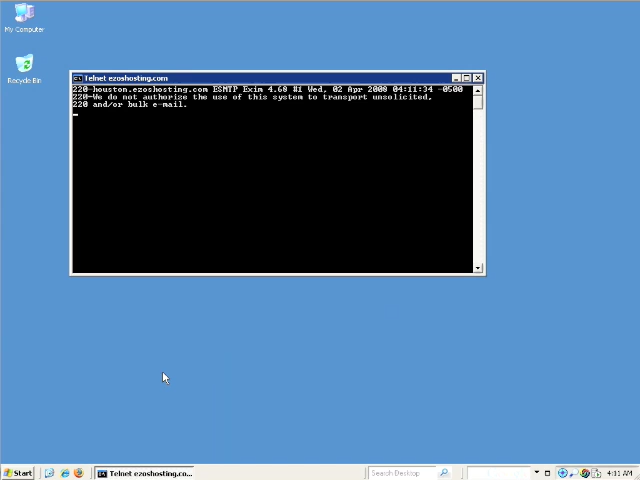 My Computer
Recycle Bin
Telnet ezoshosting.com
220-houston.ezoshosting.com ESMTP Exim 4.68 #1 Wed, 02 Apr 2008 04:11:34 -0500
220-We do not authorize the use of this system to transport unsolicited,
220 and/or bulk e-mail.
Start
Telnet ezoshosting.co...
Search Desktop
4:11 AM